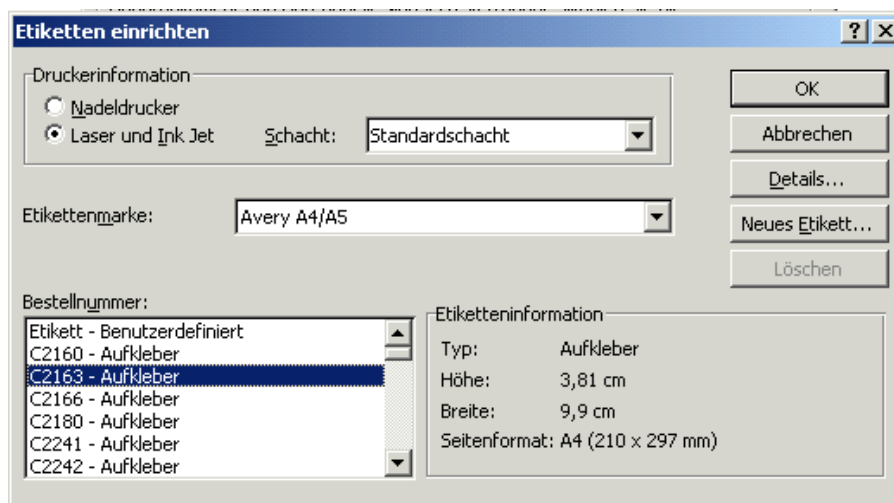 Etiketten einrichten
Druckerinformation
Nadeldrucker
Laser und Ink Jet
Schacht:
Standardschacht
OK
Abbrechen
Details...
Neues Etikett...
Löschen
Etikettenmarke:
Avery A4/A5
Bestellnummer:
Etikett - Benutzerdefiniert
C2160 - Aufkleber
C2163 - Aufkleber
C2166 - Aufkleber
C2180 - Aufkleber
C2241 - Aufkleber
C2242 - Aufkleber
Etiketteninformation
Typ: Aufkleber
Höhe: 3,81 cm
Breite: 9,9 cm
Seitenformat: A4 (210 x 297 mm)